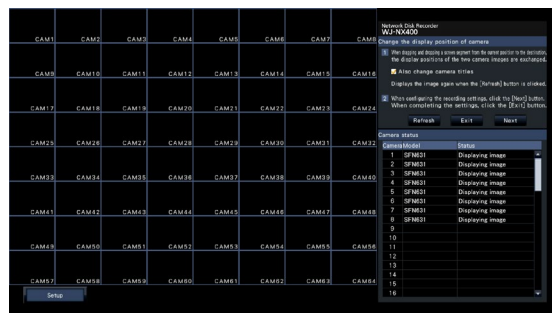 CAM1 CAM2 CAM3 CAM4 CAM5 CAM6 CAM7 CAM8
CAM9 CAM10 CAM11 CAM12 CAM13 CAM14 CAM15 CAM16
CAM17 CAM18 CAM19 CAM20 CAM21 CAM22 CAM23 CAM24
CAM25 CAM26 CAM27 CAM28 CAM29 CAM30 CAM31 CAM32
CAM33 CAM34 CAM35 CAM36 CAM37 CAM38 CAM39 CAM40
CAM41 CAM42 CAM43 CAM44 CAM45 CAM46 CAM47 CAM48
CAM49 CAM50 CAM51 CAM52 CAM53 CAM54 CAM55 CAM56
CAM57 CAM58 CAM59 CAM60 CAM61 CAM62 CAM63 CAM64
Setup
Network Disk Recorder
WJ-NX400
Change the display position of camera
1 When dragging and dropping a screen segment from the current position to the destination,
the display positions of the two camera images are exchanged.
Also change camera titles
Displays the image again when the [Refresh] button is clicked.
2 When configuring the recording settings, click the [Next] button.
When completing the settings, click the [Exit] button.
Refresh Exit Next
Camera status
Camera Model Status
1 SFN631 Displaying image
2 SFN631 Displaying image
3 SFN631 Displaying image
4 SFN631 Displaying image
5 SFN631 Displaying image
6 SFN631 Displaying image
7 SFN631 Displaying image
8 SFN631 Displaying image
9
10
11
12
13
14
15
16